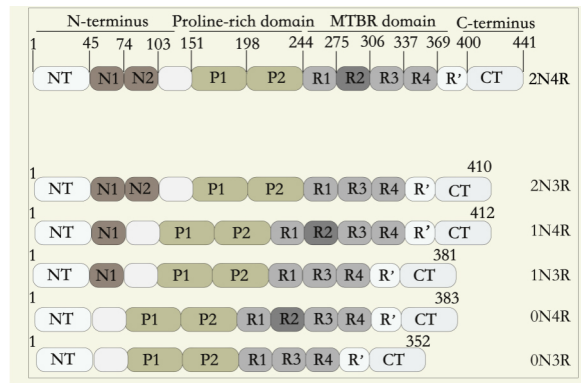 N-terminus Proline-rich domain MTBR domain C-terminus
1 45 74 103 151 198 244 275 306 337 369 400 441
NT N1 N2 P1 P2 R1 R2 R3 R4 R’ CT 2N4R
1 410
NT N1 N2 P1 P2 R1 R3 R4 R’ CT 2N3R
1 412
NT N1 P1 P2 R1 R2 R3 R4 R’ CT 1N4R
1 381
NT N1 P1 P2 R1 R3 R4 R’ CT 1N3R
1 383
NT P1 P2 R1 R2 R3 R4 R’ CT 0N4R
1 352
NT P1 P2 R1 R3 R4 R’ CT 0N3R